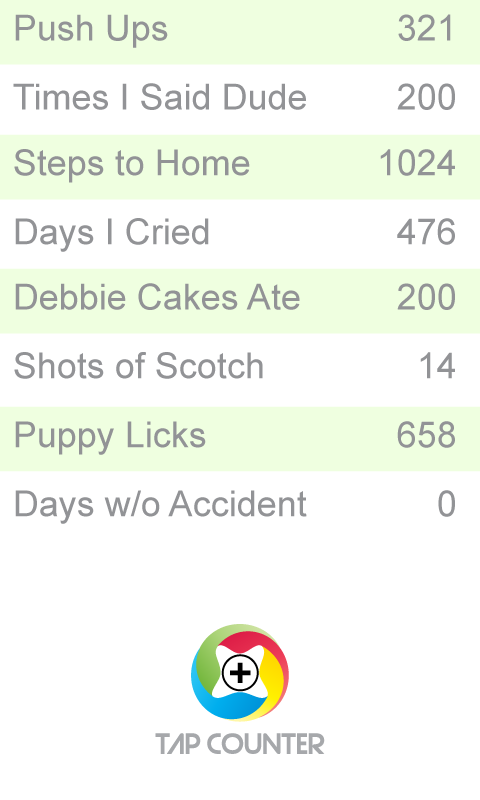 Push Ups 321
Times I Said Dude 200
Steps to Home 1024
Days I Cried 476
Debbie Cakes Ate 200
Shots of Scotch 14
Puppy Licks 658
Days w/o Accident 0
TAP COUNTER